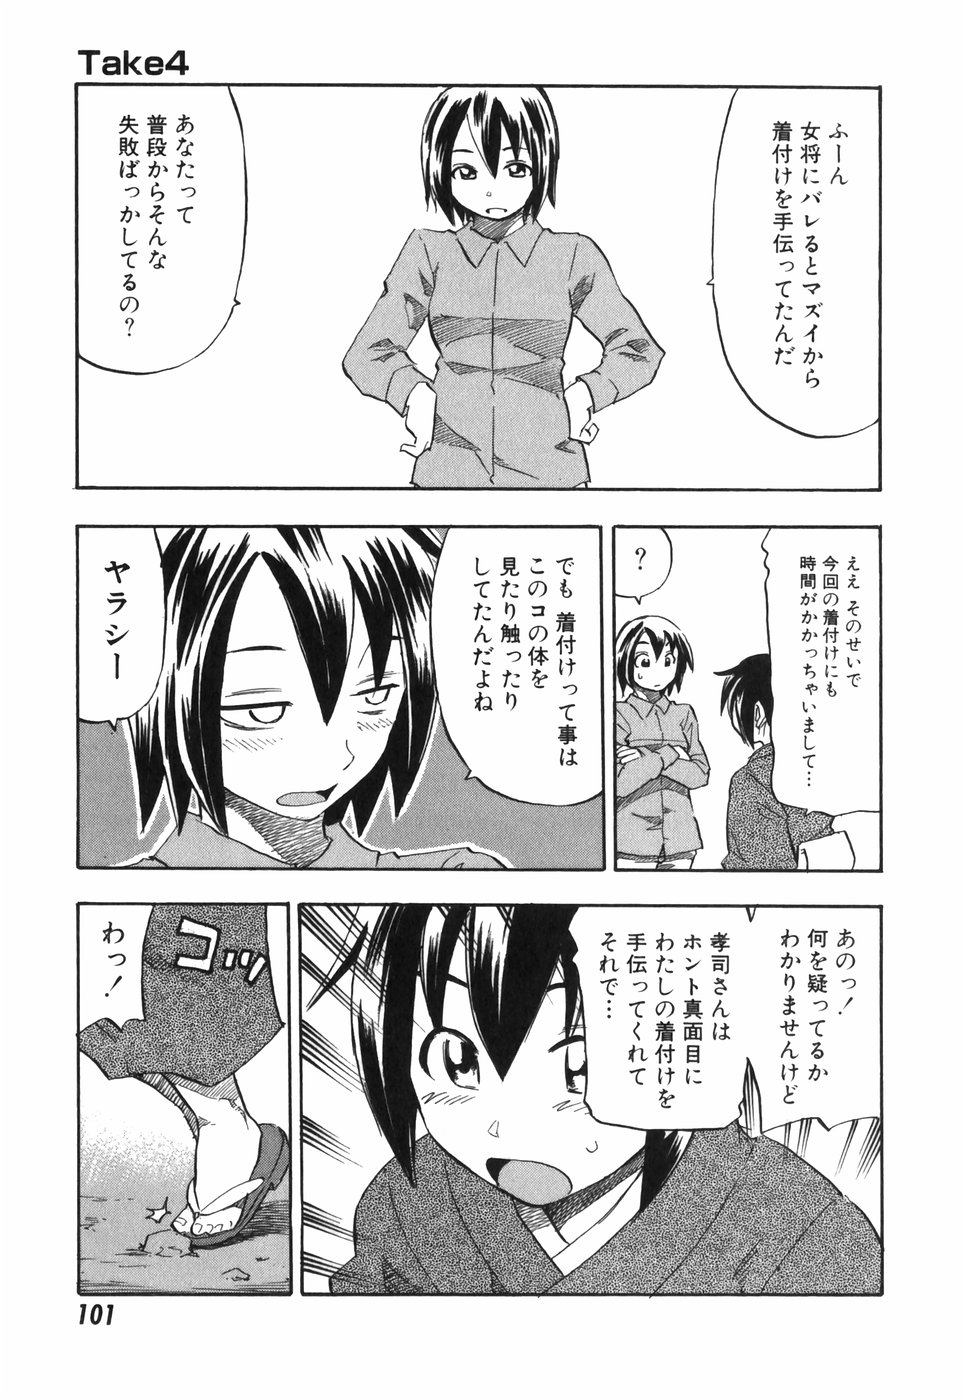 Take4
ふーん
女将にバレるとマズイから
着付けを手伝ってたんだ
あなたって
普段からそんな
失敗ばっかしてるの？
ええ そのせいで
今回の着付けにも
時間がかかっちゃいまして…
？
でも 着付けって事は
このコの体を
見たり触ったり
してたんだよね
ヤラシー
あのっ！
何を疑ってるか
わかりませんけど
孝司さんは
ホント真面目に
わたしの着付けを
手伝ってくれて
それで…
コッ
わっ！
101